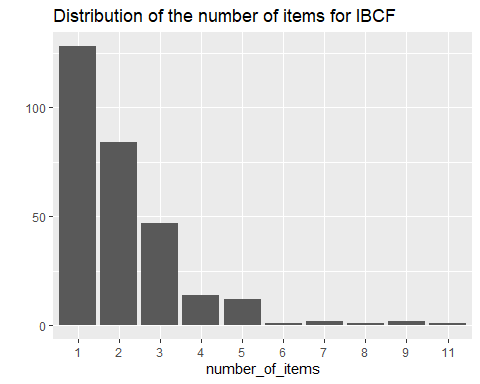 Distribution of the number of items for IBCF
100
50
0
1 2 3 4 5 6 7 8 9 11
number_of_items